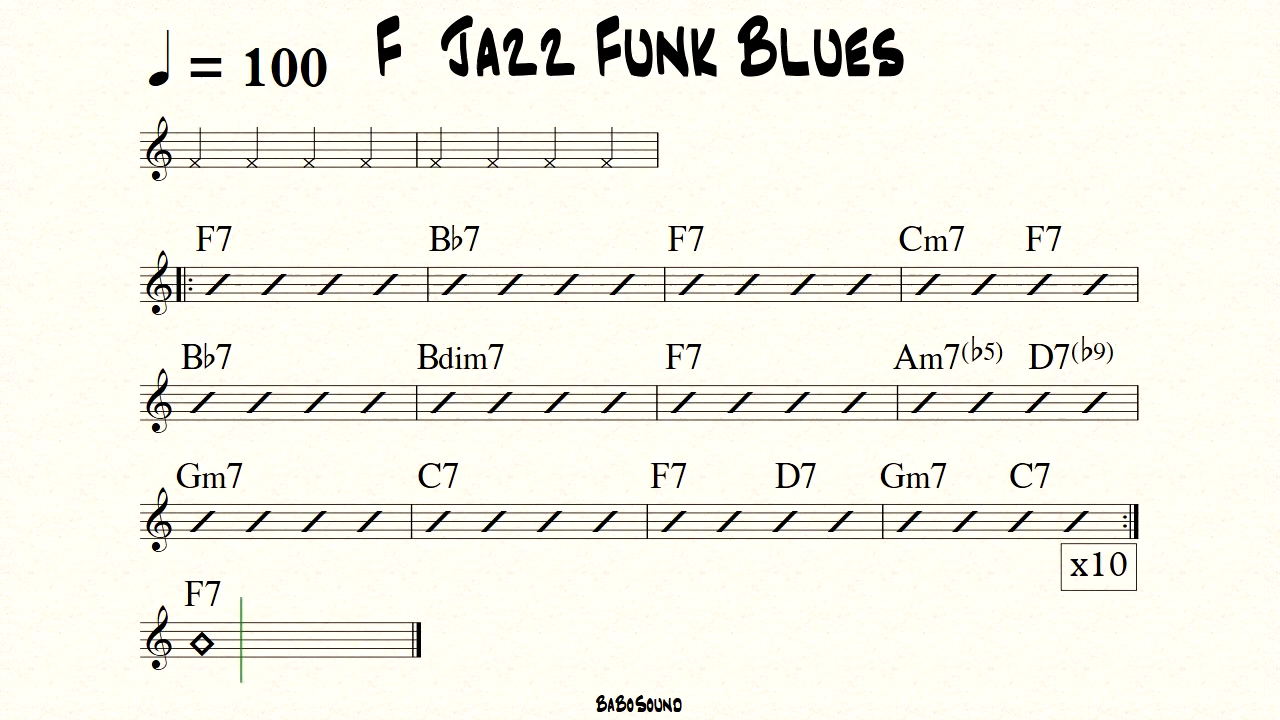 ♩ = 100 F Jazz Funk Blues
F7 B♭7 F7 Cm7 F7
B♭7 Bdim7 F7 Am7(♭5) D7(♭9)
Gm7 C7 F7 D7 Gm7 C7
x10
F7
BaBoSound